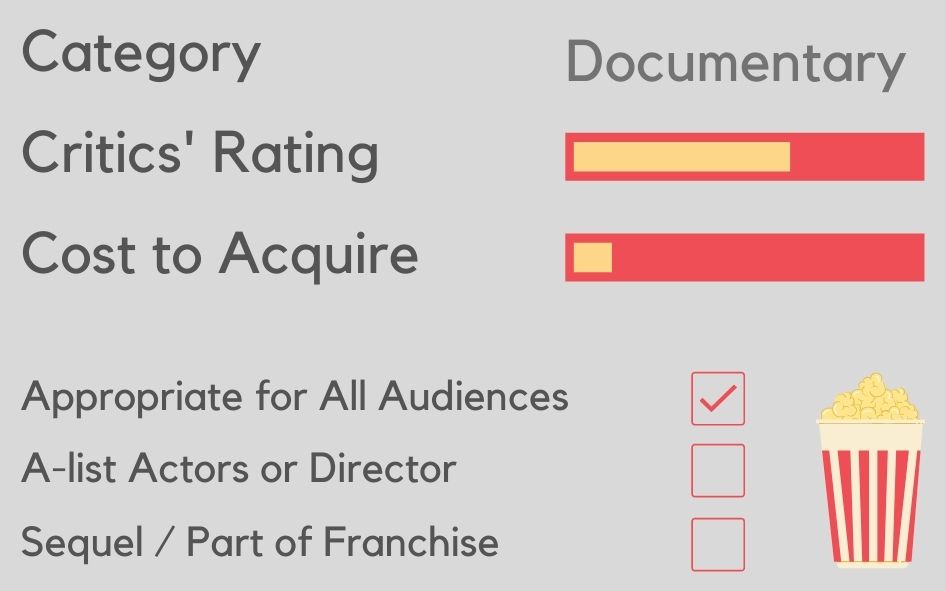 Category
Documentary
Critics' Rating
Cost to Acquire
Appropriate for All Audiences
A-list Actors or Director
Sequel / Part of Franchise